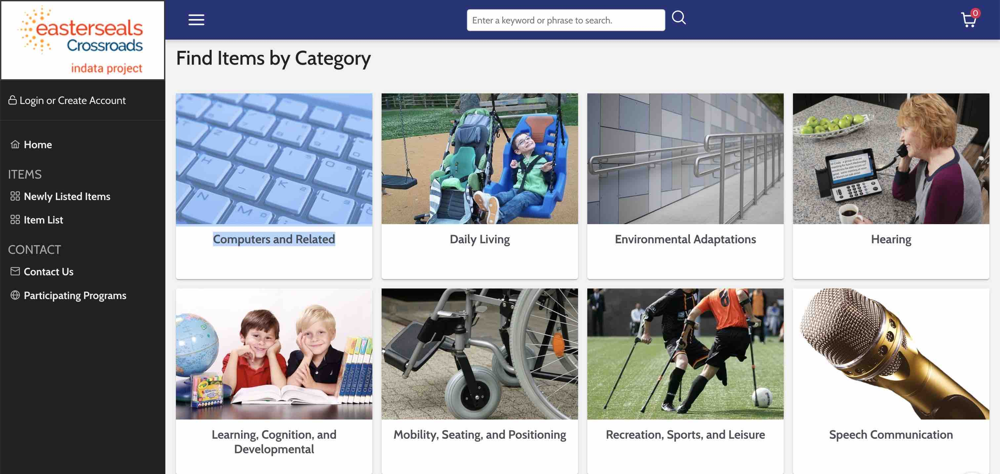 easterseals
Crossroads
indata project
Enter a keyword or phrase to search.
0
Login or Create Account
Home
ITEMS
Newly Listed Items
Item List
CONTACT
Contact Us
Participating Programs
Find Items by Category
Computers and Related
Daily Living
Environmental Adaptations
Hearing
Learning, Cognition, and
Developmental
Mobility, Seating, and Positioning
Recreation, Sports, and Leisure
Speech Communication